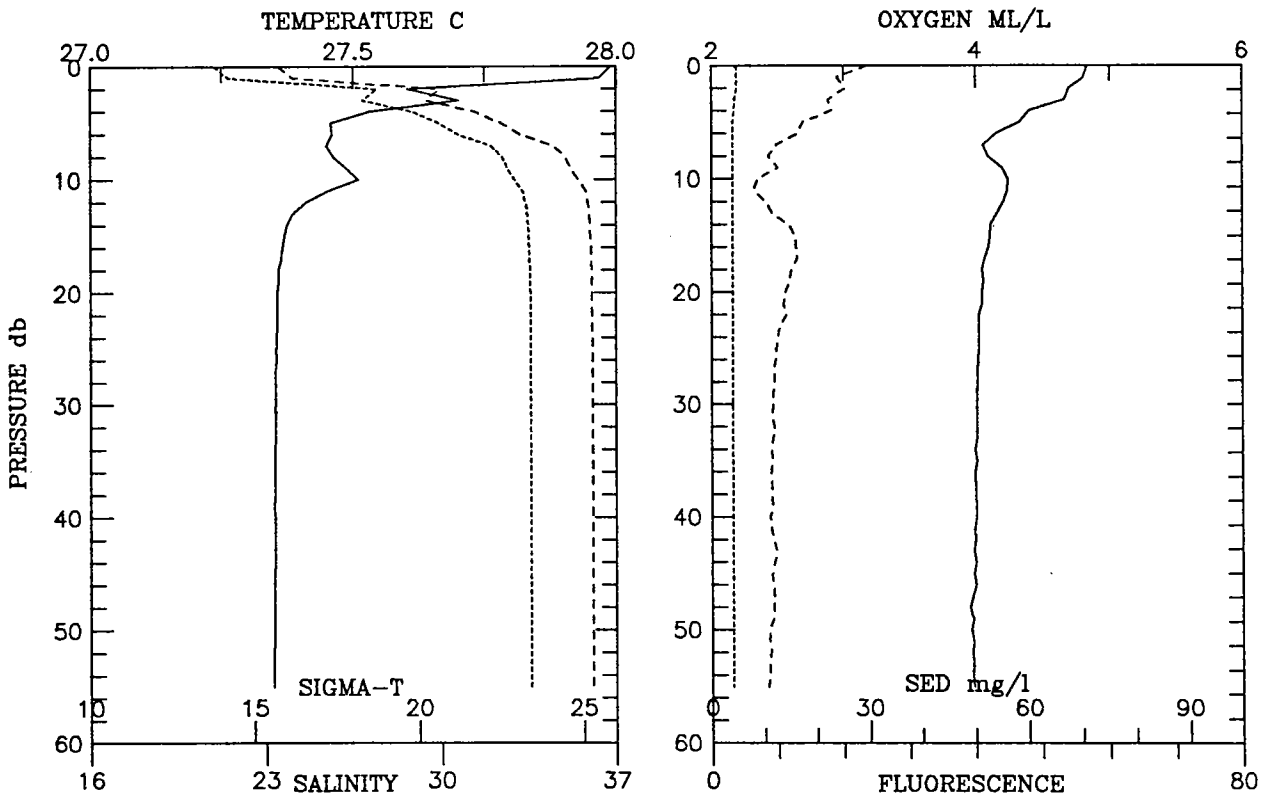 TEMPERATURE C
27.0 27.5 28.0
0
10
20
30
40
50
60
PRESSURE db
SIGMA-T
10 15 20 25
16 23 30 37
SALINITY
OXYGEN ML/L
2 4 6
0
10
20
30
40
50
60
SED mg/l
0 30 60 90
0 80
FLUORESCENCE